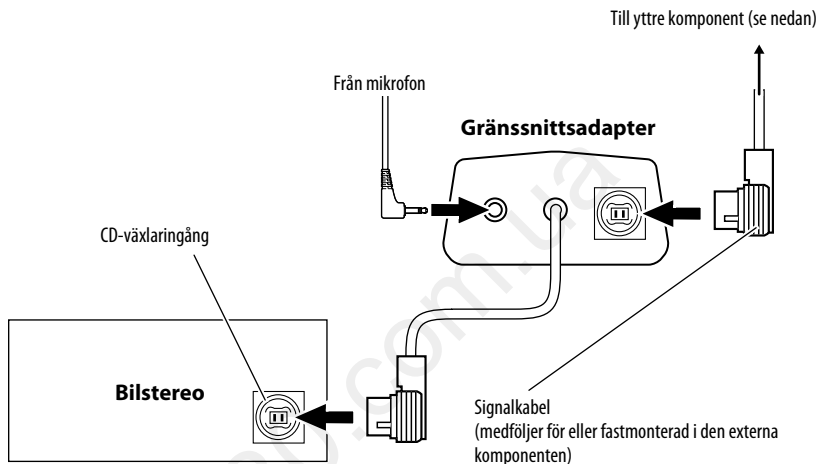 Till yttre komponent (se nedan)
Från mikrofon
Gränssnittsadapter
CD-växlaringång
Bilstereo
Signalkabel
(medföljer för eller fastmonterad i den externa
komponenten)